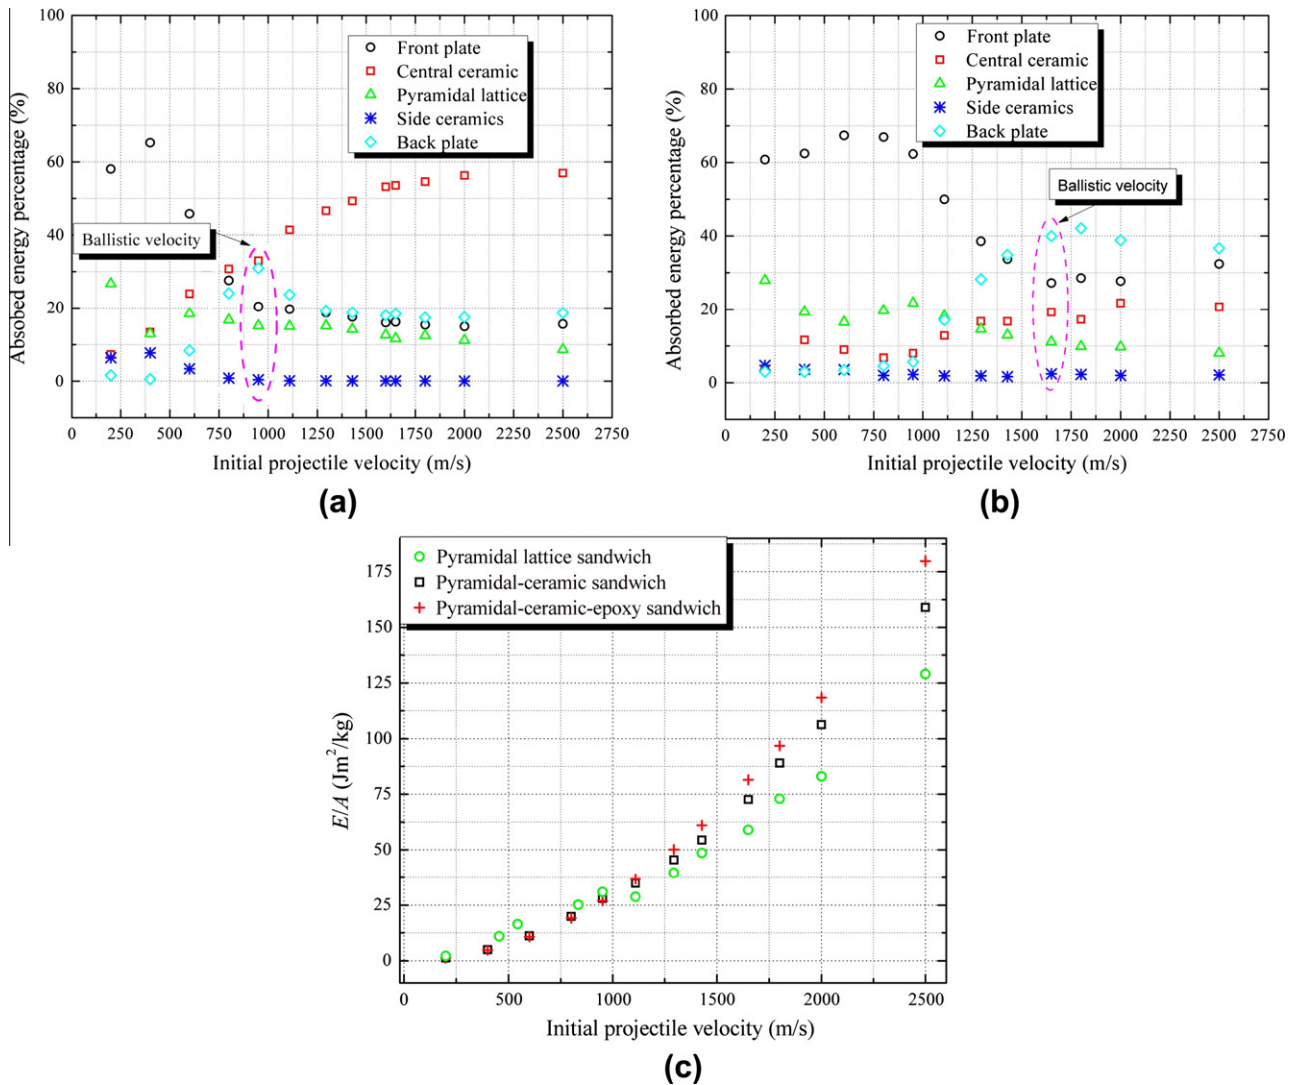 100
80
60
40
20
0
Absorbed energy percentage (%)
Front plate
Central ceramic
Pyramidal lattice
Side ceramics
Back plate
Ballistic velocity
0 250 500 750 1000 1250 1500 1750 2000 2250 2500 2750
Initial projectile velocity (m/s)
(a)
100
80
60
40
20
0
Absorbed energy percentage (%)
Front plate
Central ceramic
Pyramidal lattice
Side ceramics
Back plate
Ballistic velocity
0 250 500 750 1000 1250 1500 1750 2000 2250 2500 2750
Initial projectile velocity (m/s)
(b)
175
150
125
100
75
50
25
0
E/A (Jm²/kg)
Pyramidal lattice sandwich
Pyramidal-ceramic sandwich
Pyramidal-ceramic-epoxy sandwich
0 500 1000 1500 2000 2500
Initial projectile velocity (m/s)
(c)